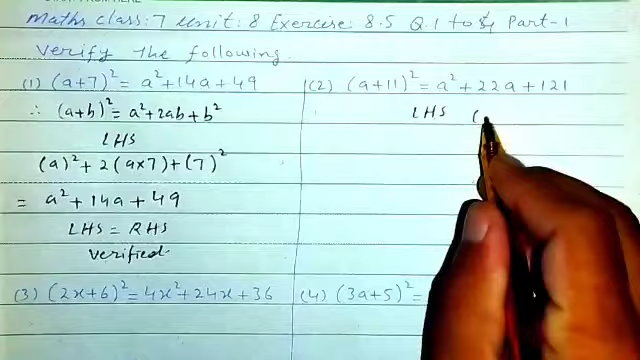 Maths class: 7 unit: 8 Exercise: 8.5 Q.1 to 4 Part-1
Verify the following.
(1) (a+7)² = a²+14a+49
∴ (a+b)² = a²+2ab+b²
LHS
(a)²+2(a×7)+(7)²
= a²+14a+49
LHS = RHS
Verified
(2) (a+11)² = a²+22a+121
LHS (
(3) (2x+6)² = 4x²+24x+36
(4) (3a+5)² =